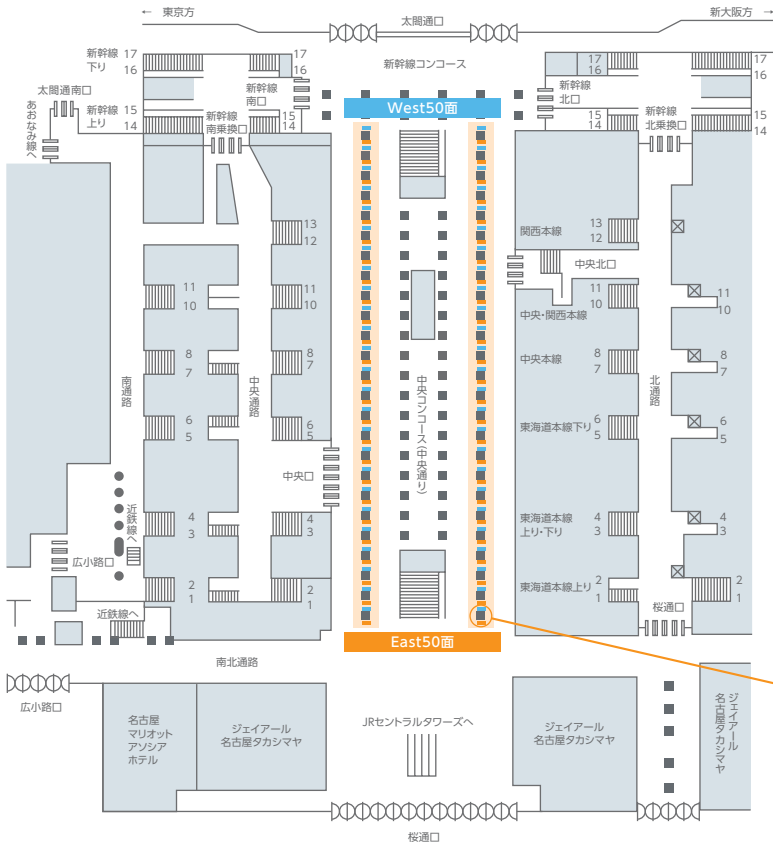 ← 東京方
太閤通口
新大阪方 →
新幹線
下り
17
16
17
16
新幹線コンコース
17
16
太閤通南口
あおなみ線へ
新幹線
上り
15
14
新幹線
南口
新幹線
南乗換口
15
14
West50面
新幹線
北口
15
14
新幹線
北乗換口
15
14
13
12
関西本線
13
12
中央北口
11
10
11
10
中央・関西本線
11
10
11
10
8
7
8
7
中央本線
8
7
8
7
南通路
中央通路
中央コンコース(中央通り)
北通路
6
5
6
5
東海道本線下り
6
5
6
5
中央口
近鉄線へ
4
3
4
3
東海道本線
上り・下り
4
3
4
3
広小路口
2
1
2
1
東海道本線上り
2
1
2
1
近鉄線へ
桜通口
East50面
南北通路
広小路口
名古屋
マリオット
アソシア
ホテル
ジェイアール
名古屋タカシマヤ
JRセントラルタワーズへ
ジェイアール
名古屋タカシマヤ
ジェイアール
名古屋タカシマヤ
桜通口